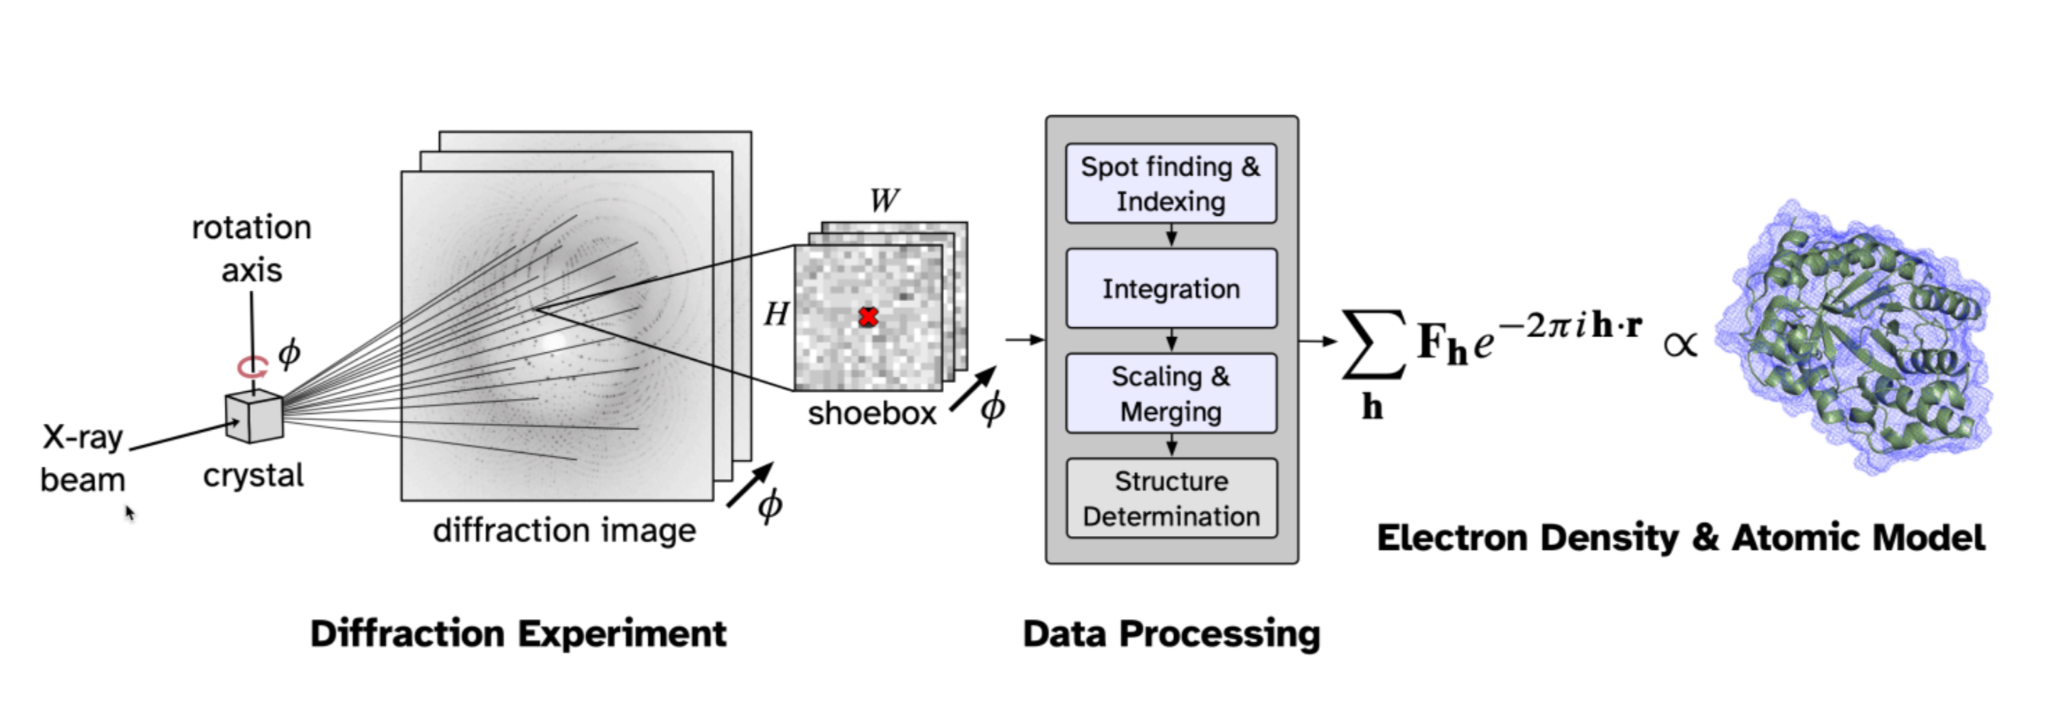 rotation
axis
ϕ
X-ray
beam
crystal
diffraction image
ϕ
W
H
shoebox
ϕ
Spot finding &
Indexing
Integration
Scaling &
Merging
Structure
Determination
∑ F_h e^{−2πi h·r} ∝
h
Electron Density & Atomic Model
Diffraction Experiment
Data Processing